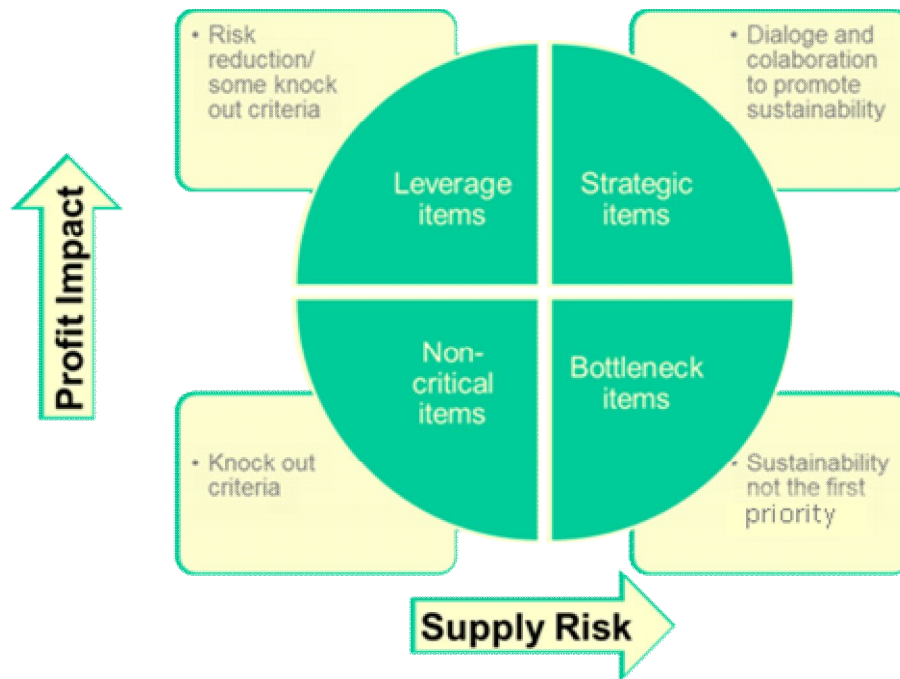 • Risk
reduction/
some knock
out criteria
• Dialoge and
colaboration
to promote
sustainability
Leverage
items
Strategic
items
Profit Impact
Non-
critical
items
Bottleneck
items
• Knock out
criteria
• Sustainability
not the first
priority
Supply Risk